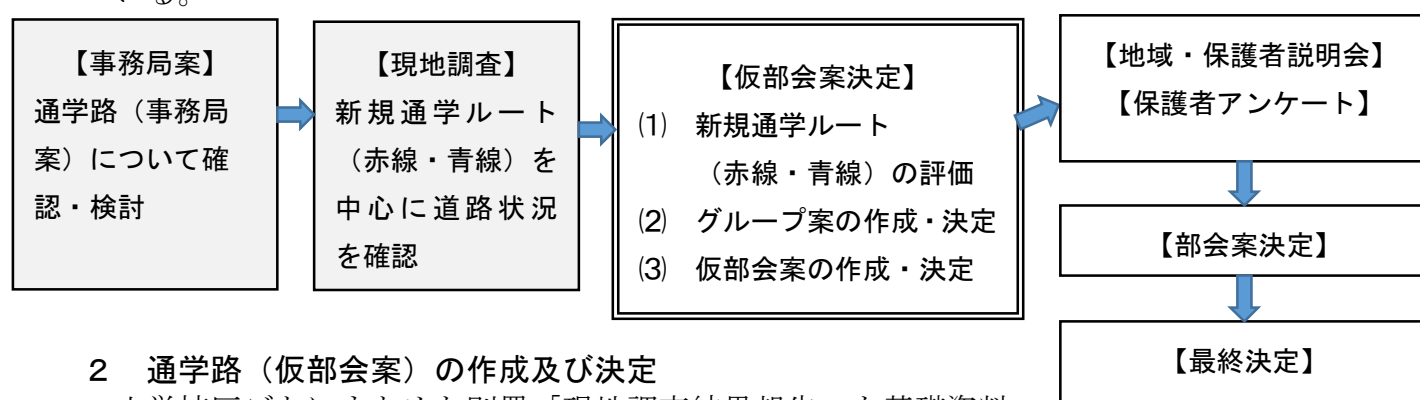 いる。
【事務局案】
通学路（事務局
案）について確
認・検討
【現地調査】
新規通学ルート
（赤線・青線）を
中心に道路状況
を確認
【仮部会案決定】
⑴　新規通学ルート
（赤線・青線）の評価
⑵　グループ案の作成・決定
⑶　仮部会案の作成・決定
【地域・保護者説明会】
【保護者アンケート】
【部会案決定】
【最終決定】
２　通学路（仮部会案）の作成及び決定